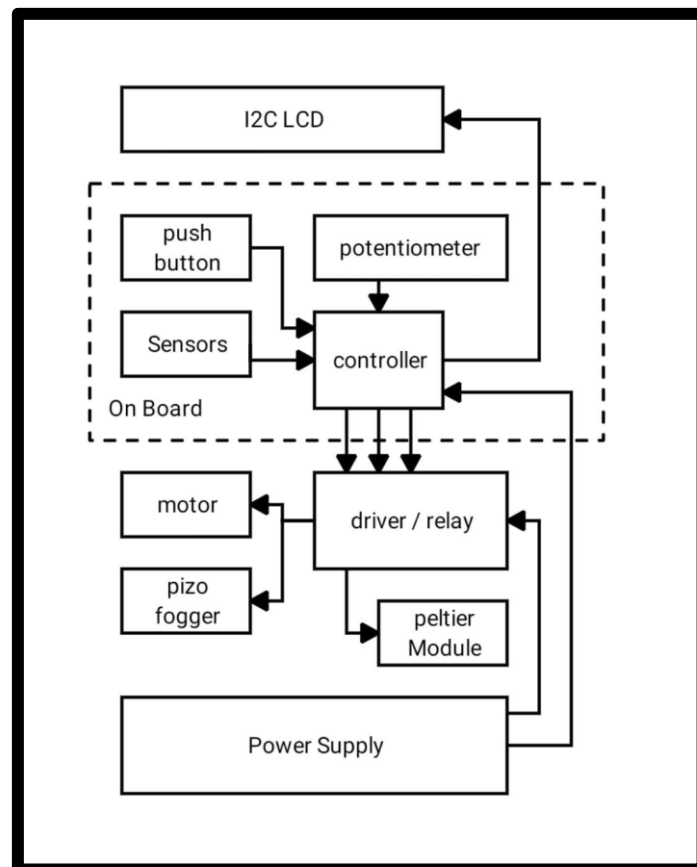 I2C LCD
push
button
potentiometer
Sensors
controller
On Board
motor
driver / relay
pizo
fogger
peltier
Module
Power Supply